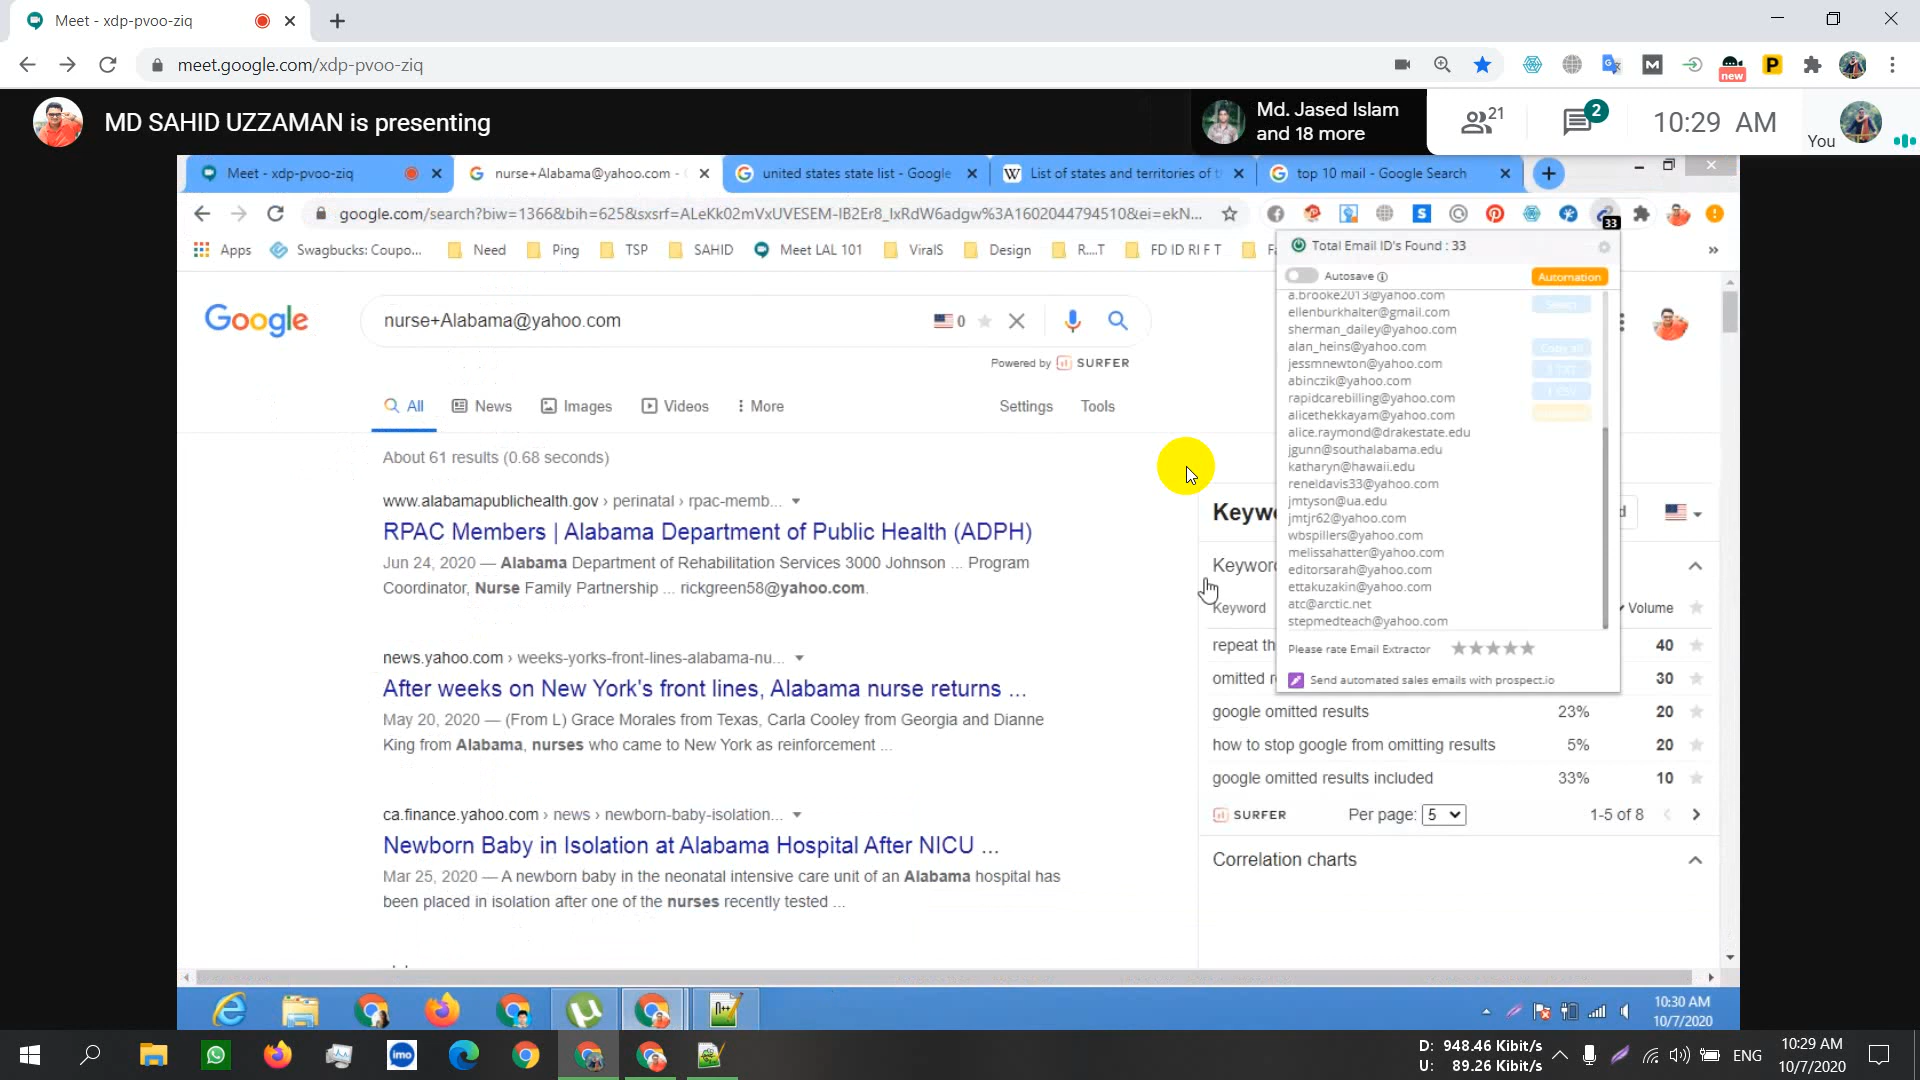 Meet - xdp-pvoo-ziq
meet.google.com/xdp-pvoo-ziq
new
MD SAHID UZZAMAN is presenting
Md. Jased Islam
and 18 more
21
2
10:29 AM
You
Meet - xdp-pvoo-ziq
nurse+Alabama@yahoo.com -
united states state list - Google
List of states and territories of
top 10 mail - Google Search
google.com/search?biw=1366&bih=625&sxsrf=ALeKk02mVxUVESEM-IB2Er8_IxRdW6adgw%3A1602044794510&ei=ekN...
33
Apps
Swagbucks: Coupo...
Need
Ping
TSP
SAHID
Meet LAL 101
ViralS
Design
R....T
FD ID RI F T
»
Total Email ID's Found : 33
Autosave
Automation
a.brooke2013@yahoo.com
ellenburkhalter@gmail.com
sherman_dailey@yahoo.com
alan_heins@yahoo.com
jessmnewton@yahoo.com
abinczik@yahoo.com
rapidcarebilling@yahoo.com
alicethekkayam@yahoo.com
alice.raymond@drakestate.edu
jgunn@southalabama.edu
katharyn@hawaii.edu
reneldavis33@yahoo.com
jmtyson@ua.edu
jmtjr62@yahoo.com
wbspillers@yahoo.com
melissahatter@yahoo.com
editorsarah@yahoo.com
ettakuzakin@yahoo.com
atc@arctic.net
stepmedteach@yahoo.com
Copy all
Please rate Email Extractor
Send automated sales emails with prospect.io
Google
nurse+Alabama@yahoo.com
0
Powered by SURFER
All
News
Images
Videos
More
Settings
Tools
About 61 results (0.68 seconds)
www.alabamapublichealth.gov › perinatal › rpac-memb...
RPAC Members | Alabama Department of Public Health (ADPH)
Jun 24, 2020 — Alabama Department of Rehabilitation Services 3000 Johnson ... Program
Coordinator, Nurse Family Partnership ... rickgreen58@yahoo.com.
news.yahoo.com › weeks-yorks-front-lines-alabama-nu...
After weeks on New York's front lines, Alabama nurse returns ...
May 20, 2020 — (From L) Grace Morales from Texas, Carla Cooley from Georgia and Dianne
King from Alabama, nurses who came to New York as reinforcement ...
ca.finance.yahoo.com › news › newborn-baby-isolation...
Newborn Baby in Isolation at Alabama Hospital After NICU ...
Mar 25, 2020 — A newborn baby in the neonatal intensive care unit of an Alabama hospital has
been placed in isolation after one of the nurses recently tested ...
Keyword
Volume
repeat th
40
omitted r
30
google omitted results 23% 20
how to stop google from omitting results 5% 20
google omitted results included 33% 10
SURFER
Per page: 5
1-5 of 8
Correlation charts
10:30 AM
10/7/2020
imo
D: 948.46 Kibit/s
U: 89.26 Kibit/s
ENG
10:29 AM
10/7/2020